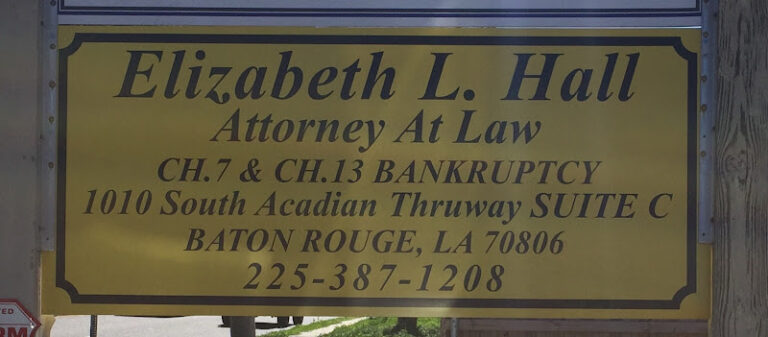 Elizabeth L. Hall
Attorney At Law
CH.7 & CH.13 BANKRUPTCY
1010 South Acadian Thruway SUITE C
BATON ROUGE, LA 70806
225-387-1208